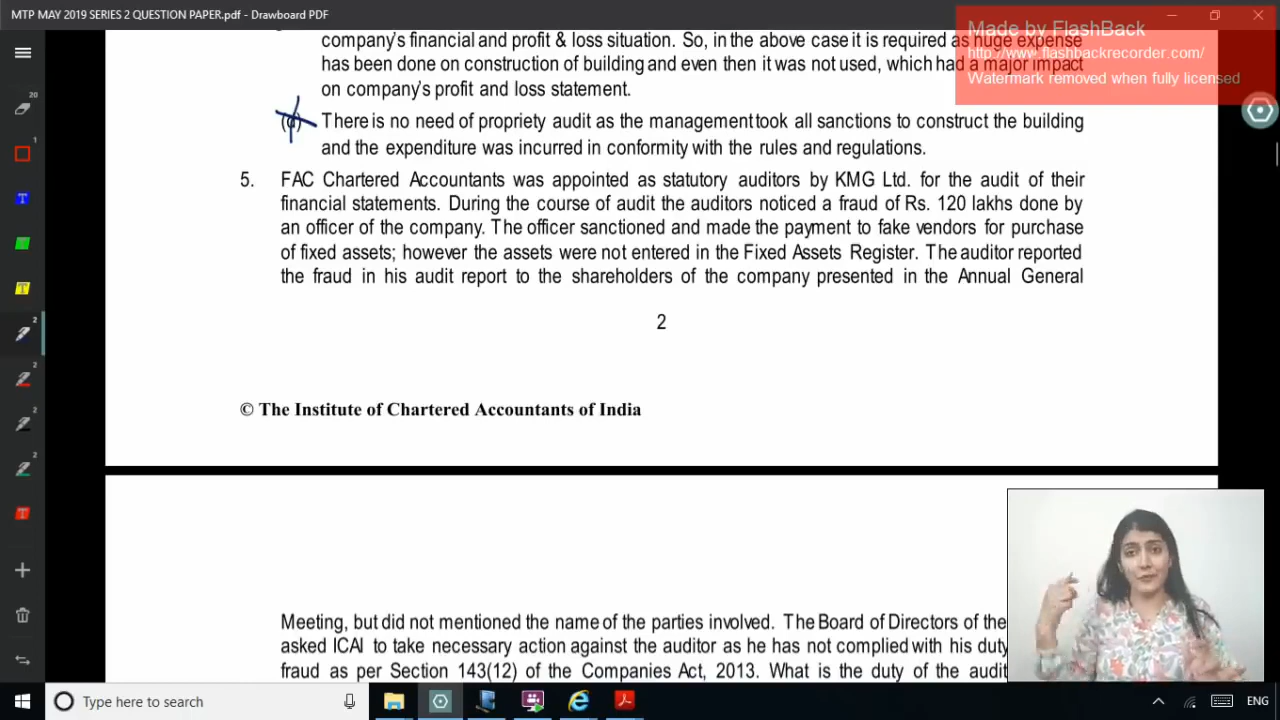 MTP MAY 2019 SERIES 2 QUESTION PAPER.pdf - Drawboard PDF
Made by FlashBack
http://www.flashbackrecorder.com/
Watermark removed when fully licensed
company's financial and profit & loss situation. So, in the above case it is required as huge expense
has been done on construction of building and even then it was not used, which had a major impact
on company's profit and loss statement.
(d) There is no need of propriety audit as the management took all sanctions to construct the building
and the expenditure was incurred in conformity with the rules and regulations.
5. FAC Chartered Accountants was appointed as statutory auditors by KMG Ltd. for the audit of their
financial statements. During the course of audit the auditors noticed a fraud of Rs. 120 lakhs done by
an officer of the company. The officer sanctioned and made the payment to fake vendors for purchase
of fixed assets; however the assets were not entered in the Fixed Assets Register. The auditor reported
the fraud in his audit report to the shareholders of the company presented in the Annual General
2
© The Institute of Chartered Accountants of India
Meeting, but did not mentioned the name of the parties involved. The Board of Directors of the
asked ICAI to take necessary action against the auditor as he has not complied with his duty
fraud as per Section 143(12) of the Companies Act, 2013. What is the duty of the audit
20
1
T
T
2
2
2
2
T
Type here to search
ENG